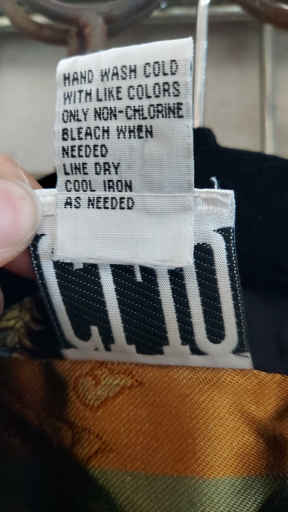 HAND WASH COLD
WITH LIKE COLORS
ONLY NON-CHLORINE
BLEACH WHEN
NEEDED
LINE DRY
COOL IRON
AS NEEDED